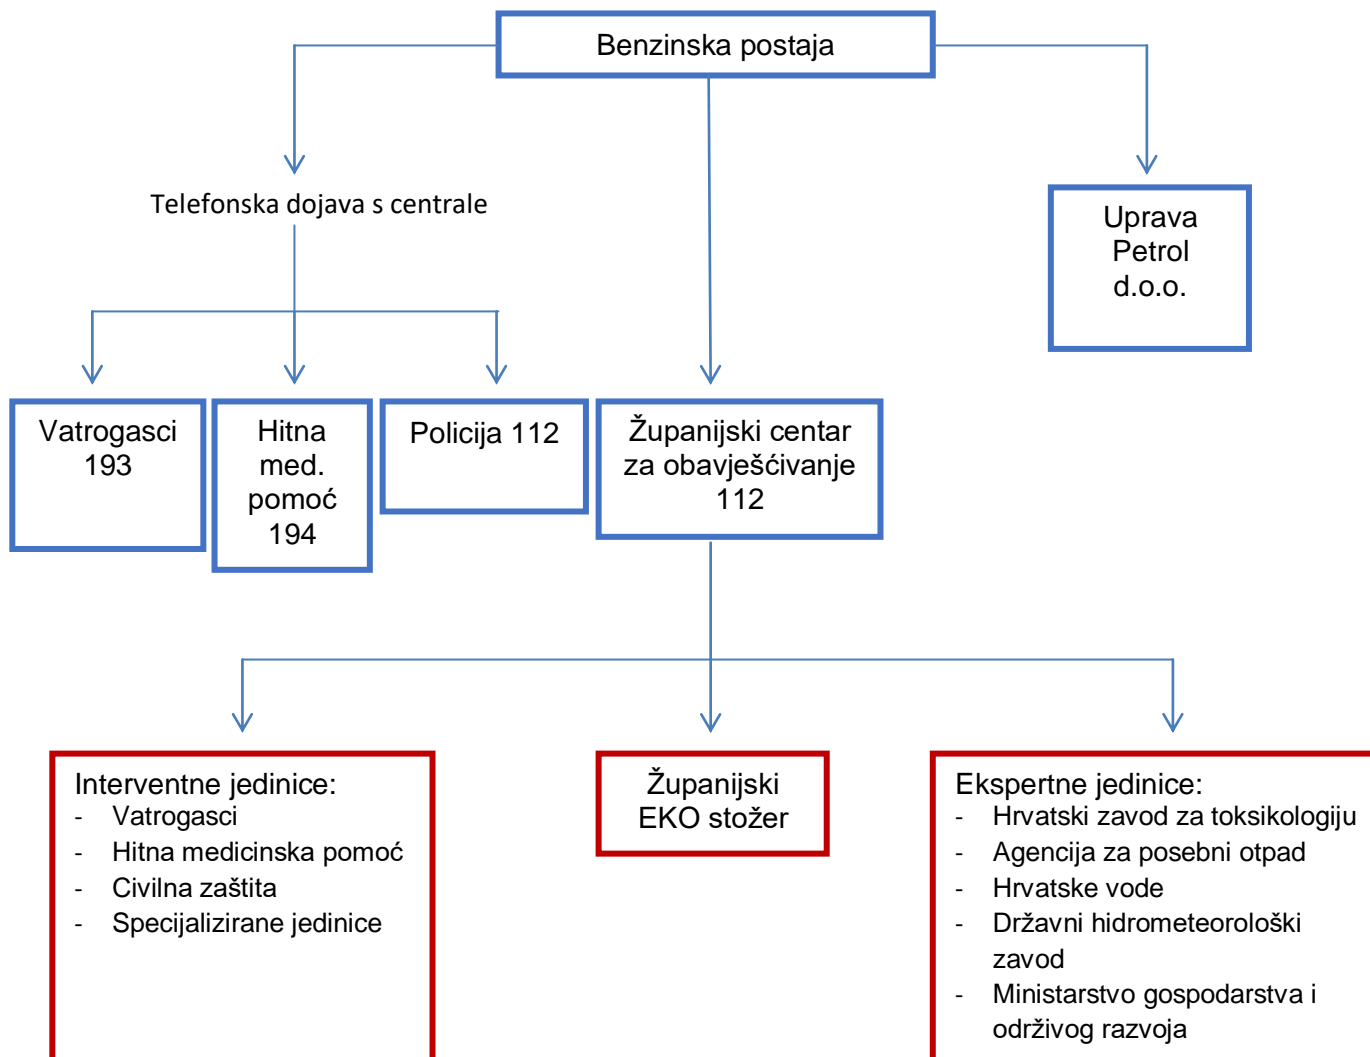 Benzinska postaja
Telefonska dojava s centrale
Uprava
Petrol
d.o.o.
Vatrogasci
193
Hitna
med.
pomoć
194
Policija 112
Županijski centar
za obavješćivanje
112
Interventne jedinice:
- Vatrogasci
- Hitna medicinska pomoć
- Civilna zaštita
- Specijalizirane jedinice
Županijski
EKO stožer
Ekspertne jedinice:
- Hrvatski zavod za toksikologiju
- Agencija za posebni otpad
- Hrvatske vode
- Državni hidrometeorološki
zavod
- Ministarstvo gospodarstva i
održivog razvoja